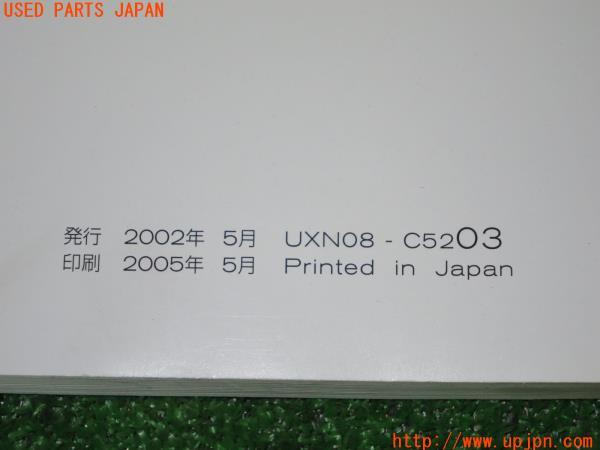 USED PARTS JAPAN
発行 2002年 5月 UXN08 - C5203
印刷 2005年 5月 Printed in Japan
http://www.upjpn.com/